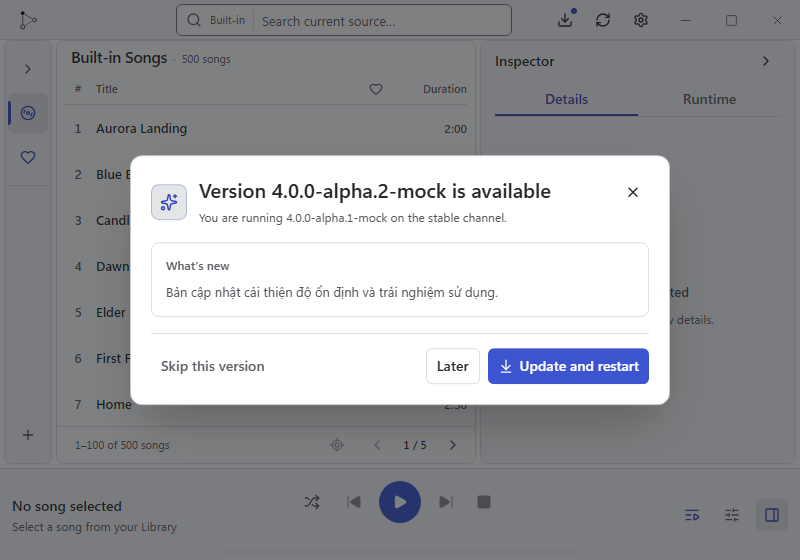 Built-in
Search current source...
Built-in Songs · 500 songs
# Title Duration
1 Aurora Landing 2:00
2 Blue
3
4 Dawn
5 Elder
6 First
7 Home
1–100 of 500 songs
1 / 5
Inspector
Details
Runtime
details.
Version 4.0.0-alpha.2-mock is available
You are running 4.0.0-alpha.1-mock on the stable channel.
What's new
Bản cập nhật cải thiện độ ổn định và trải nghiệm sử dụng.
Skip this version
Later
Update and restart
No song selected
Select a song from your Library